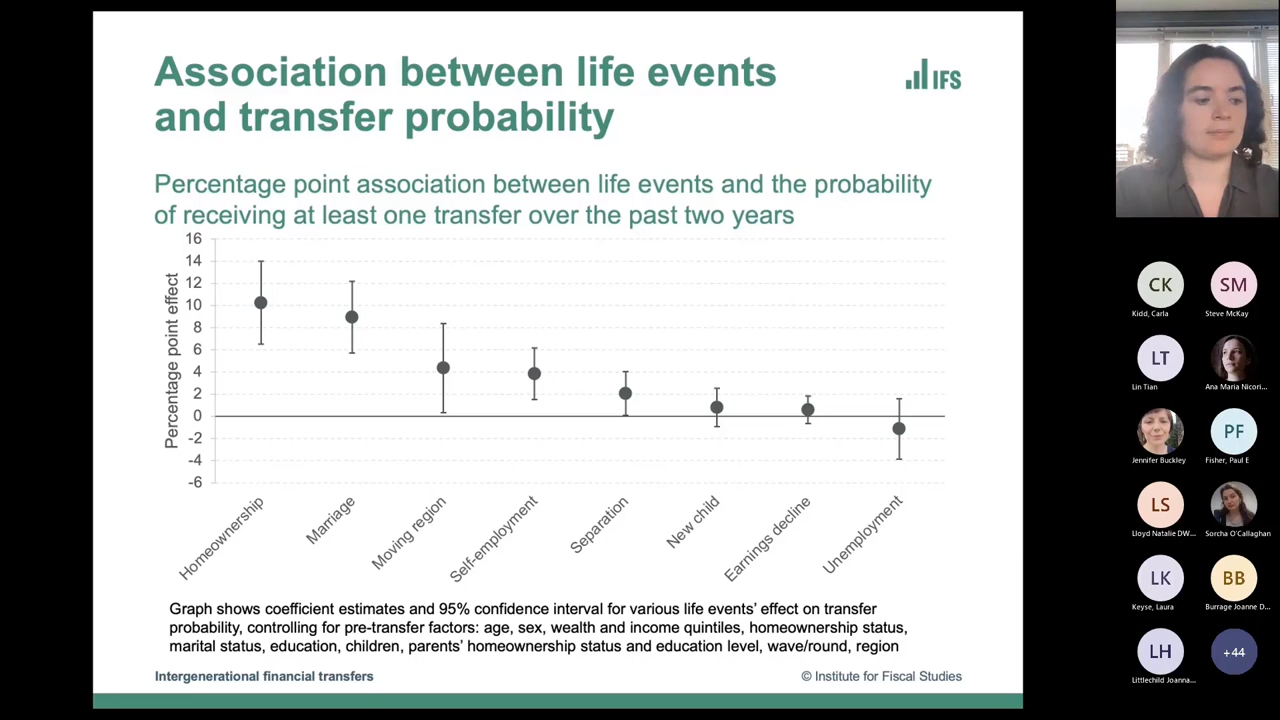 Association between life events
and transfer probability
IFS
Percentage point association between life events and the probability
of receiving at least one transfer over the past two years
Percentage point effect
16
14
12
10
8
6
4
2
0
-2
-4
-6
Homeownership
Marriage
Moving region
Self-employment
Separation
New child
Earnings decline
Unemployment
Graph shows coefficient estimates and 95% confidence interval for various life events' effect on transfer
probability, controlling for pre-transfer factors: age, sex, wealth and income quintiles, homeownership status,
marital status, education, children, parents' homeownership status and education level, wave/round, region
Intergenerational financial transfers
© Institute for Fiscal Studies
CK
Kidd, Carla
SM
Steve McKay
LT
Lin Tian
Ana Maria Nicori...
Jennifer Buckley
PF
Fisher, Paul E
LS
Lloyd Natalie DW...
Sorcha O'Callaghan
LK
Keyse, Laura
BB
Burrage Joanne D...
LH
Littlechild Joanna...
+44